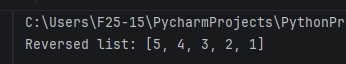 C:\Users\F25-15\PycharmProjects\PythonPr
Reversed list: [5, 4, 3, 2, 1]